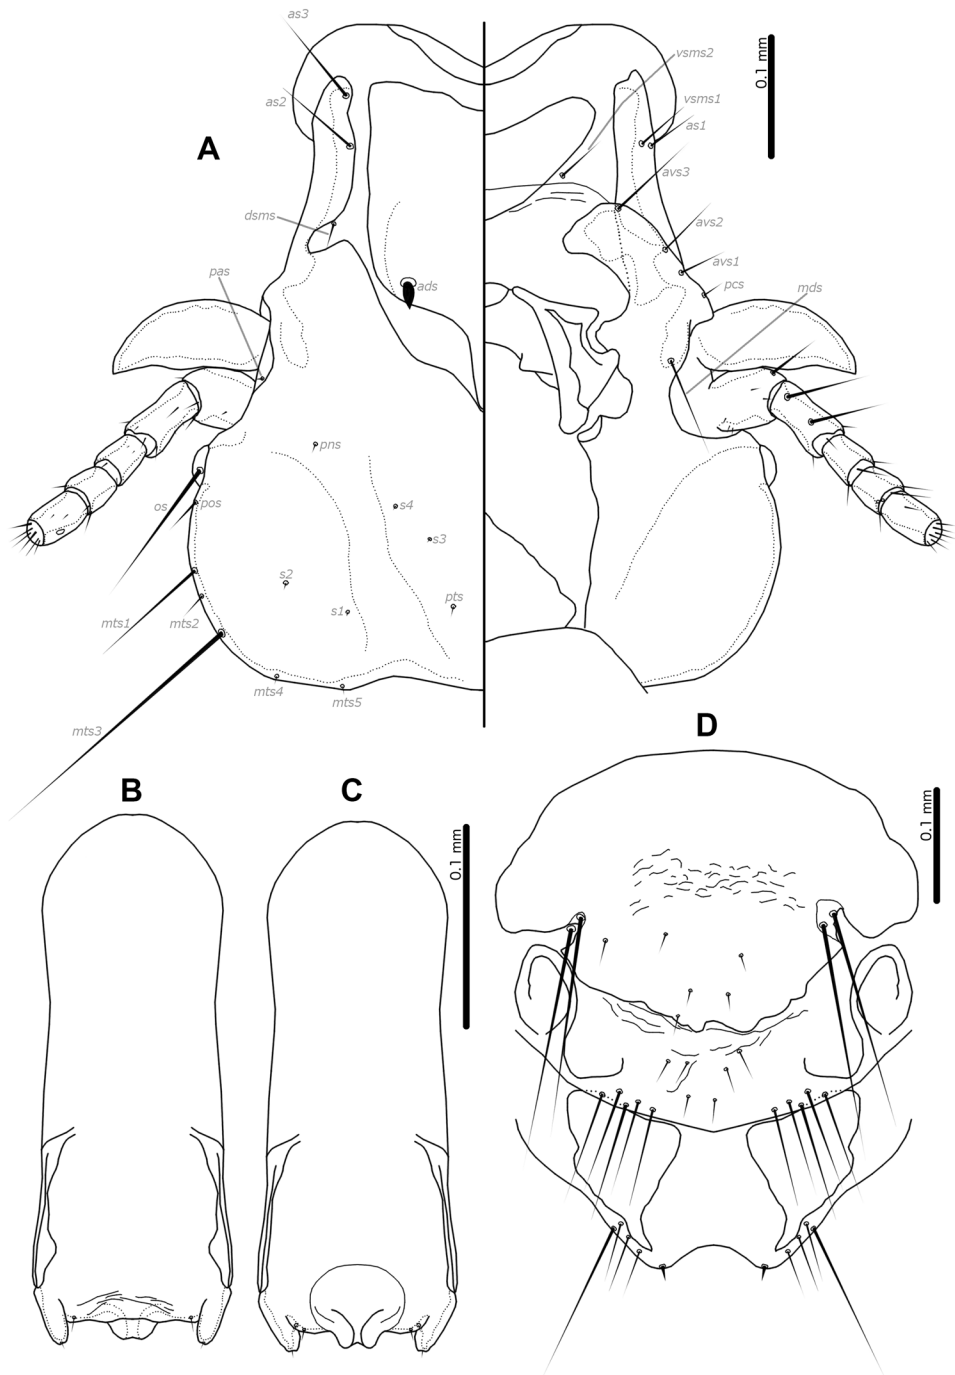 as3
vsms2
0.1 mm
as2
vsms1
as1
A
avs3
dsms
avs2
avs1
pas
pcs
ads
mds
pns
os
pos
s4
s3
s2
s1
pts
mts1
mts2
mts4
mts5
mts3
D
B
C
0.1 mm
0.1 mm